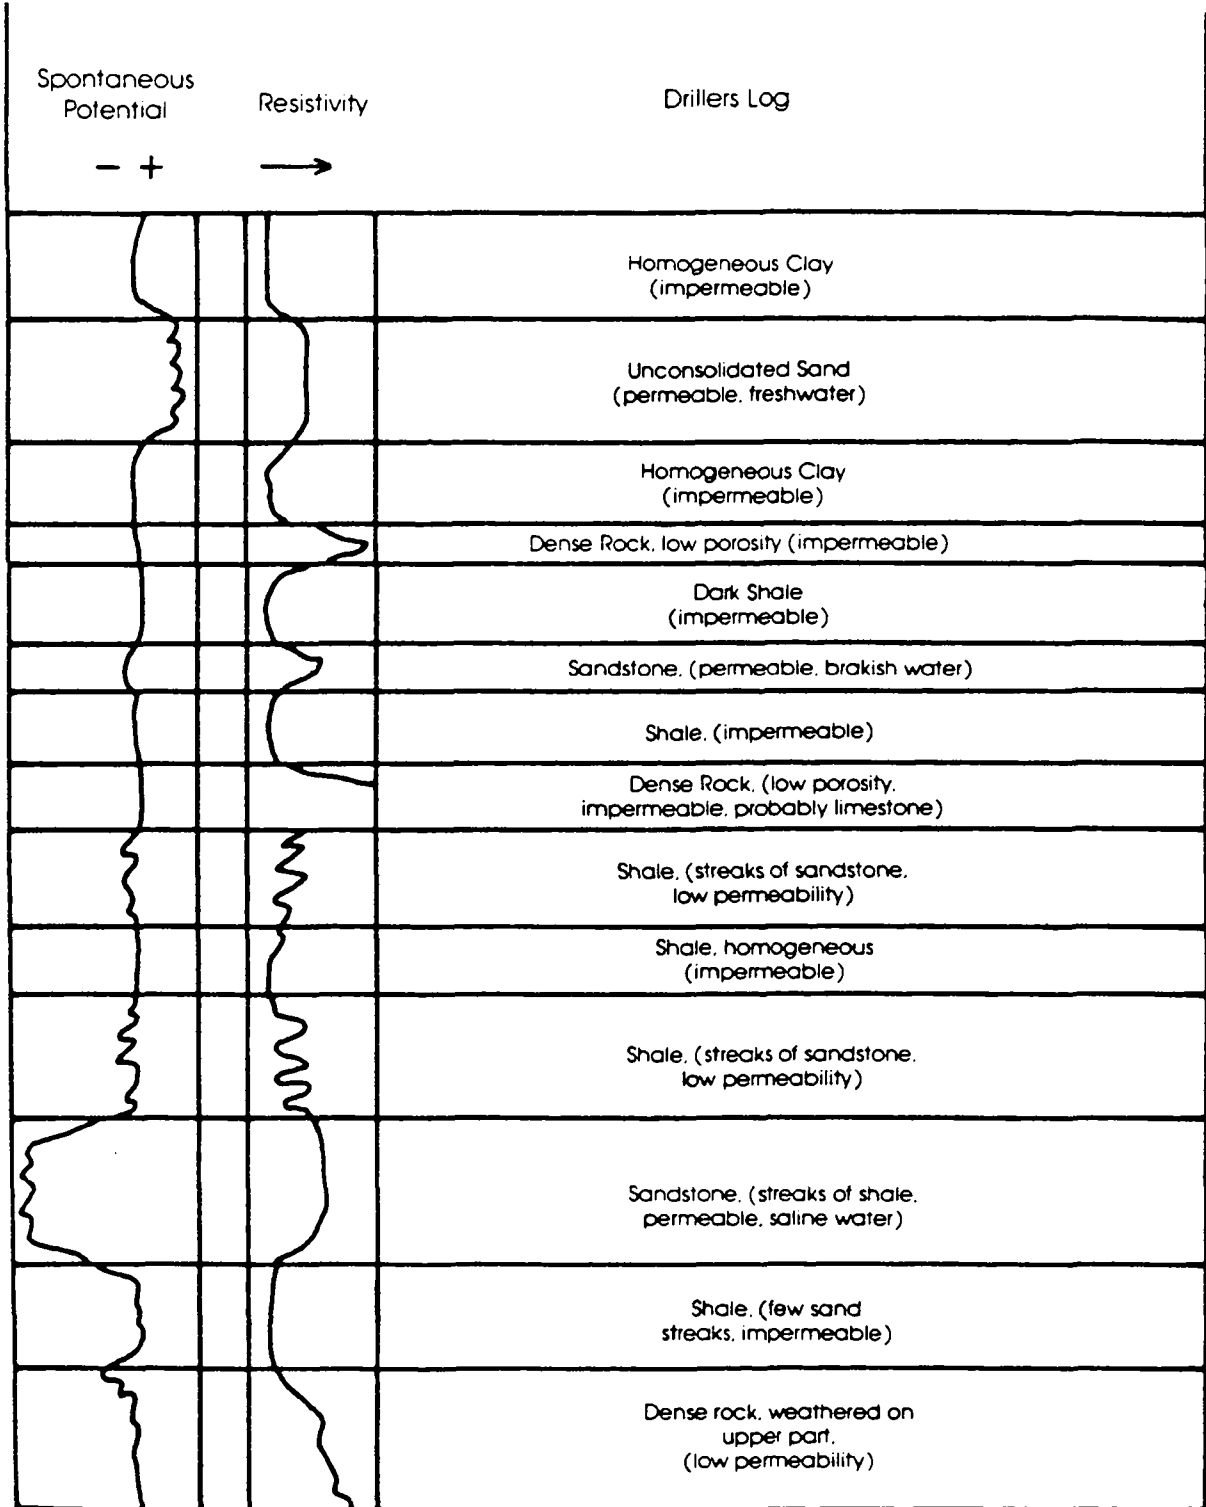 Spontaneous
Potential
Resistivity
Drillers Log
− +
Homogeneous Clay
(impermeable)
Unconsolidated Sand
(permeable, freshwater)
Homogeneous Clay
(impermeable)
Dense Rock, low porosity (impermeable)
Dark Shale
(impermeable)
Sandstone, (permeable, brakish water)
Shale, (impermeable)
Dense Rock, (low porosity,
impermeable, probably limestone)
Shale, (streaks of sandstone,
low permeability)
Shale, homogeneous
(impermeable)
Shale, (streaks of sandstone,
low permeability)
Sandstone, (streaks of shale,
permeable, saline water)
Shale, (few sand
streaks, impermeable)
Dense rock, weathered on
upper part,
(low permeability)